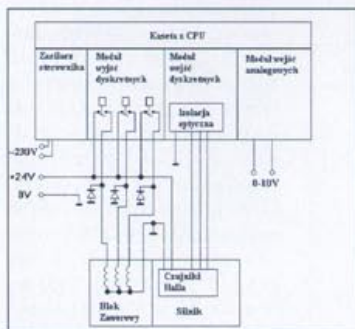 Kaseta z CPU
Zasilacz
sterownika
Moduł
wyjść
dyskretnych
Moduł
wejść
dyskretnych
Moduł wejść
analogowych
Izolacja
optyczna
~230V
+24V
0V
0-10V
Czujniki
Halla
Blok
Zaworowy
Silnik